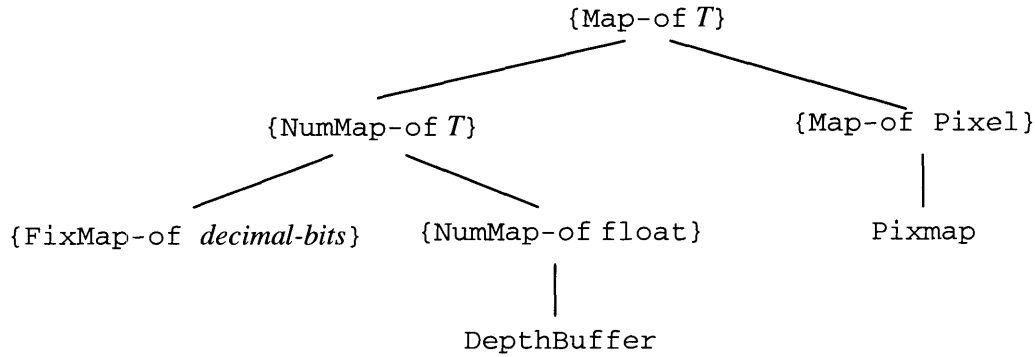 {Map-of T}
{NumMap-of T}
{Map-of Pixel}
{FixMap-of decimal-bits}
{NumMap-of float}
Pixmap
DepthBuffer